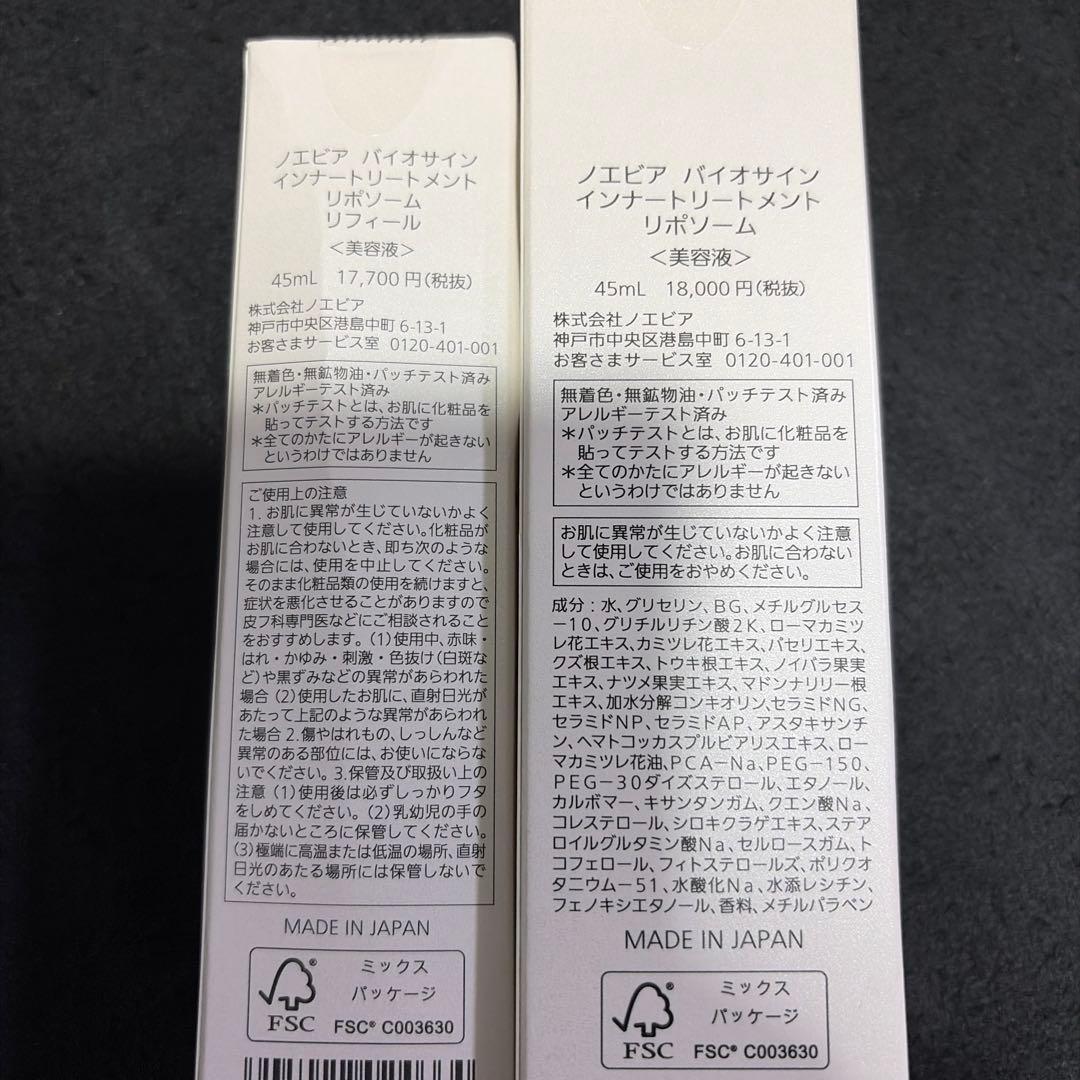 ノエビア バイオサイン
インナートリートメント
リポソーム
リフィール
＜美容液＞
45mL 17,700円（税抜）
株式会社ノエビア
神戸市中央区港島中町 6-13-1
お客さまサービス室 0120-401-001
無着色・無鉱物油・パッチテスト済み
アレルギーテスト済み
＊パッチテストとは、お肌に化粧品を
貼ってテストする方法です
＊全てのかたにアレルギーが起きない
というわけではありません
ご使用上の注意
1. お肌に異常が生じていないかよく
注意して使用してください。化粧品が
お肌に合わないとき、即ち次のような
場合には、使用を中止してください。
そのまま化粧品類の使用を続けますと、
症状を悪化させることがありますので
皮フ科専門医などにご相談されること
をおすすめします。（1）使用中、赤味・
はれ・かゆみ・刺激・色抜け（白斑な
ど）や黒ずみなどの異常があらわれた
場合（2）使用したお肌に、直射日光が
あたって上記のような異常があらわれ
た場合 2. 傷やはれもの、しっしんなど
異常のある部位には、お使いにならな
いでください。3.保管及び取扱い上の
注意（1）使用後は必ずしっかりフタ
をしめてください。（2）乳幼児の手の
届かないところに保管してください。
（3）極端に高温または低温の場所、直射
日光のあたる場所には保管しないで
ください。
MADE IN JAPAN
ミックス
パッケージ
FSC
FSC® C003630
ノエビア バイオサイン
インナートリートメント
リポソーム
＜美容液＞
45mL 18,000円（税抜）
株式会社ノエビア
神戸市中央区港島中町 6-13-1
お客さまサービス室 0120-401-001
無着色・無鉱物油・パッチテスト済み
アレルギーテスト済み
＊パッチテストとは、お肌に化粧品を
貼ってテストする方法です
＊全てのかたにアレルギーが起きない
というわけではありません
お肌に異常が生じていないかよく注意
して使用してください。お肌に合わない
ときは、ご使用をおやめください。
成分：水、グリセリン、BG、メチルグルセス
－10、グリチルリチン酸2K、ローマカミツ
レ花エキス、カミツレ花エキス、パセリエキス、
クズ根エキス、トウキ根エキス、ノイバラ果実
エキス、ナツメ果実エキス、マドンナリリー根
エキス、加水分解コンキオリン、セラミドNG、
セラミドNP、セラミドAP、アスタキサンチ
ン、ヘマトコッカスプルビアリスエキス、ロー
マカミツレ花油、PCA－Na、PEG－150、
PEG－30ダイズステロール、エタノール、
カルボマー、キサンタンガム、クエン酸Na、
コレステロール、シロキクラゲエキス、ステア
ロイルグルタミン酸Na、セルロースガム、ト
コフェロール、フィトステロールズ、ポリクオ
タニウム－51、水酸化Na、水添レシチン、
フェノキシエタノール、香料、メチルパラベン
MADE IN JAPAN
ミックス
パッケージ
FSC
FSC® C003630